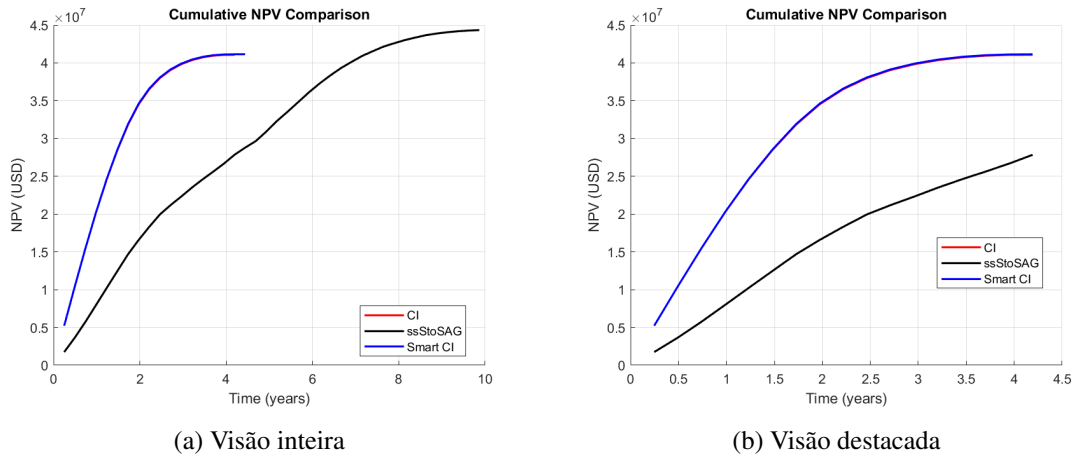 Cumulative NPV Comparison
×10⁷
4.5
4
3.5
3
2.5
2
1.5
1
0.5
0
NPV (USD)
0 2 4 6 8 10
Time (years)
CI
ssStoSAG
Smart CI
(a) Visão inteira
Cumulative NPV Comparison
×10⁷
4.5
4
3.5
3
2.5
2
1.5
1
0.5
0
NPV (USD)
0 0.5 1 1.5 2 2.5 3 3.5 4 4.5
Time (years)
CI
ssStoSAG
Smart CI
(b) Visão destacada